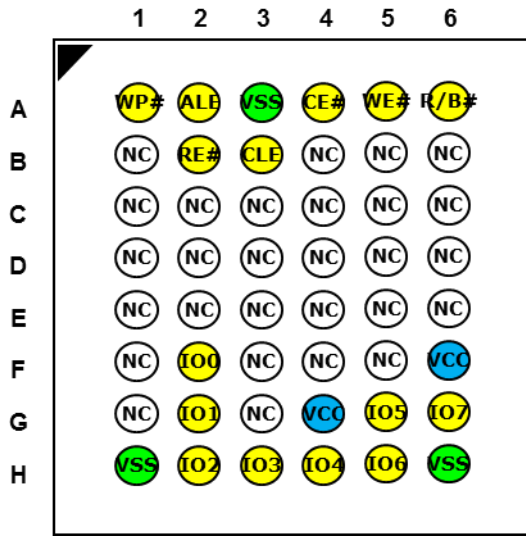 1 2 3 4 5 6
A WP# ALE VSS CE# WE# R/B#
B NC RE# CLE NC NC NC
C NC NC NC NC NC NC
D NC NC NC NC NC NC
E NC NC NC NC NC NC
F NC IO0 NC NC NC VCC
G NC IO1 NC VCC IO5 IO7
H VSS IO2 IO3 IO4 IO6 VSS